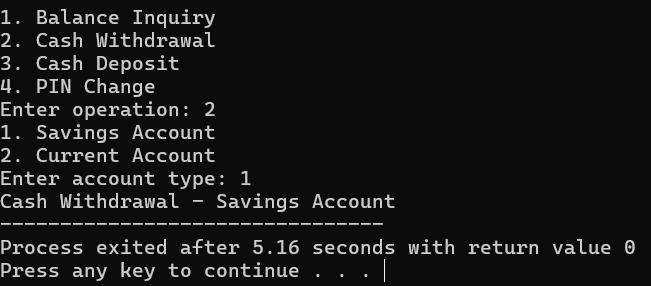 1. Balance Inquiry
2. Cash Withdrawal
3. Cash Deposit
4. PIN Change
Enter operation: 2
1. Savings Account
2. Current Account
Enter account type: 1
Cash Withdrawal - Savings Account
--------------------------------
Process exited after 5.16 seconds with return value 0
Press any key to continue . . .